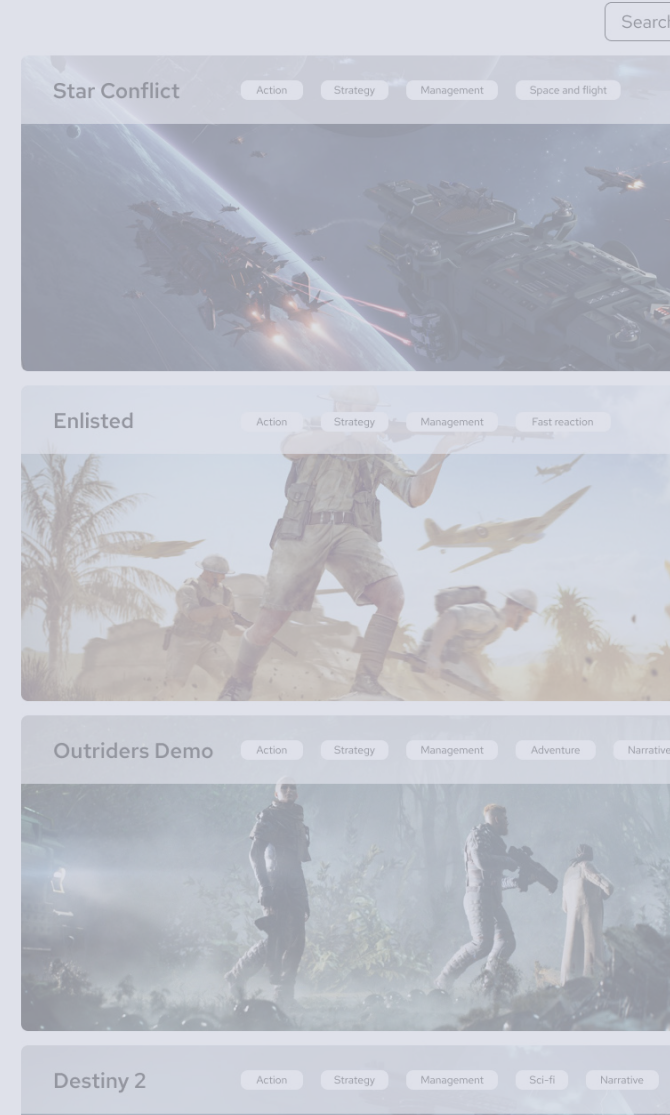 Search
Star Conflict Action Strategy Management Space and flight
Enlisted Action Strategy Management Fast reaction
Outriders Demo Action Strategy Management Adventure Narrative
Destiny 2 Action Strategy Management Sci-fi Narrative